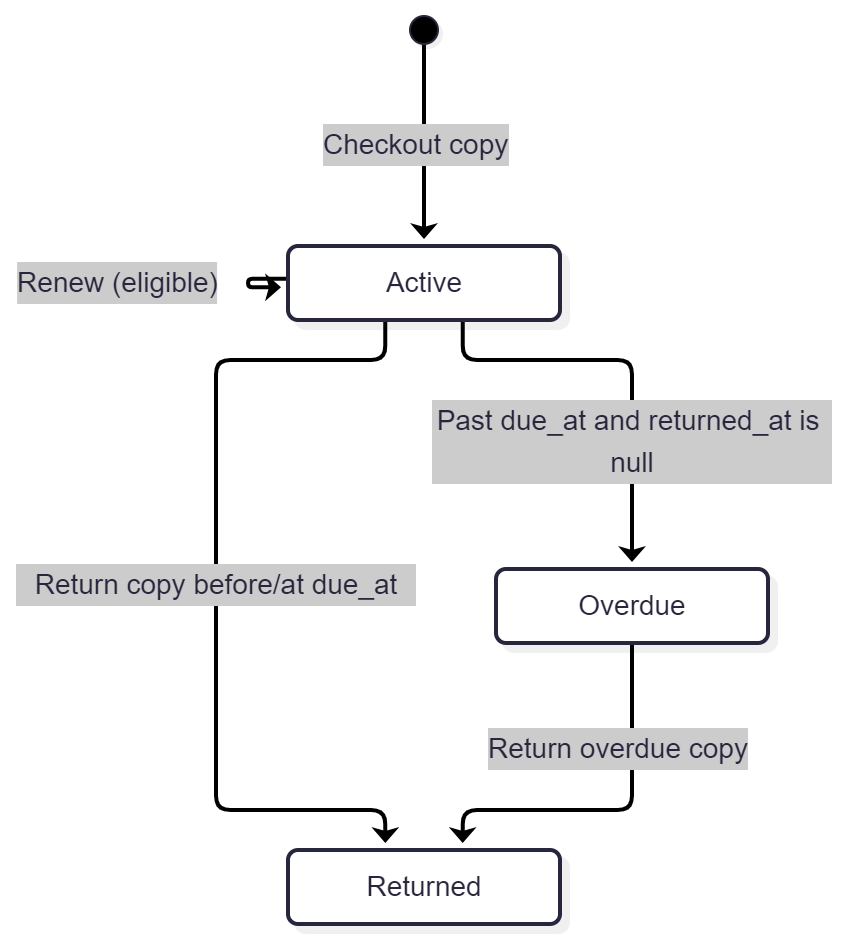 Checkout copy
Renew (eligible)
Active
Past due_at and returned_at is
null
Return copy before/at due_at
Overdue
Return overdue copy
Returned